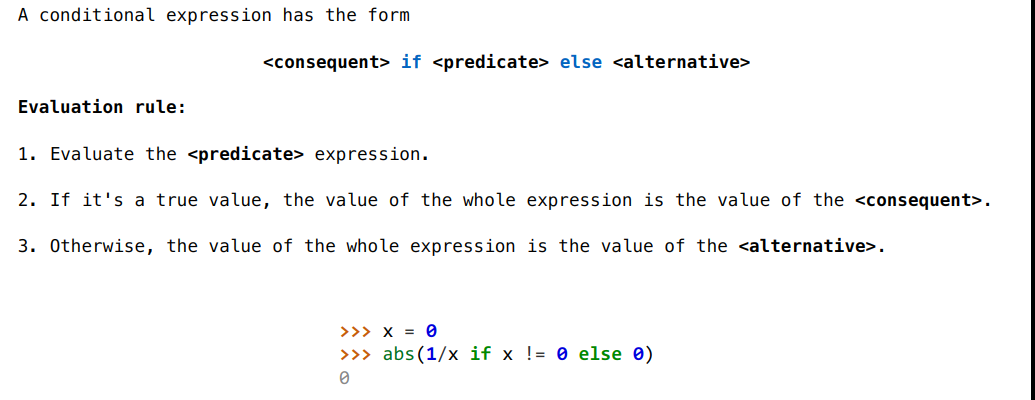 A conditional expression has the form
<consequent> if <predicate> else <alternative>
Evaluation rule:
1. Evaluate the <predicate> expression.
2. If it's a true value, the value of the whole expression is the value of the <consequent>.
3. Otherwise, the value of the whole expression is the value of the <alternative>.
>>> x = 0
>>> abs(1/x if x != 0 else 0)
0